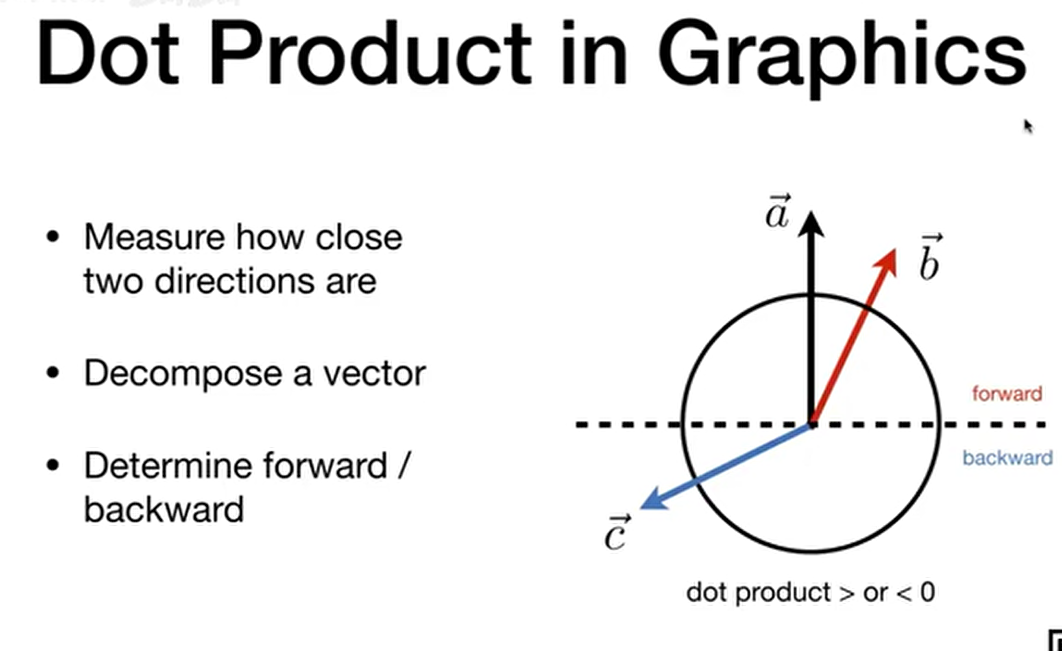 Dot Product in Graphics
• Measure how close
two directions are
• Decompose a vector
• Determine forward /
backward
\vec{a}
\vec{b}
forward
backward
\vec{c}
dot product > or < 0